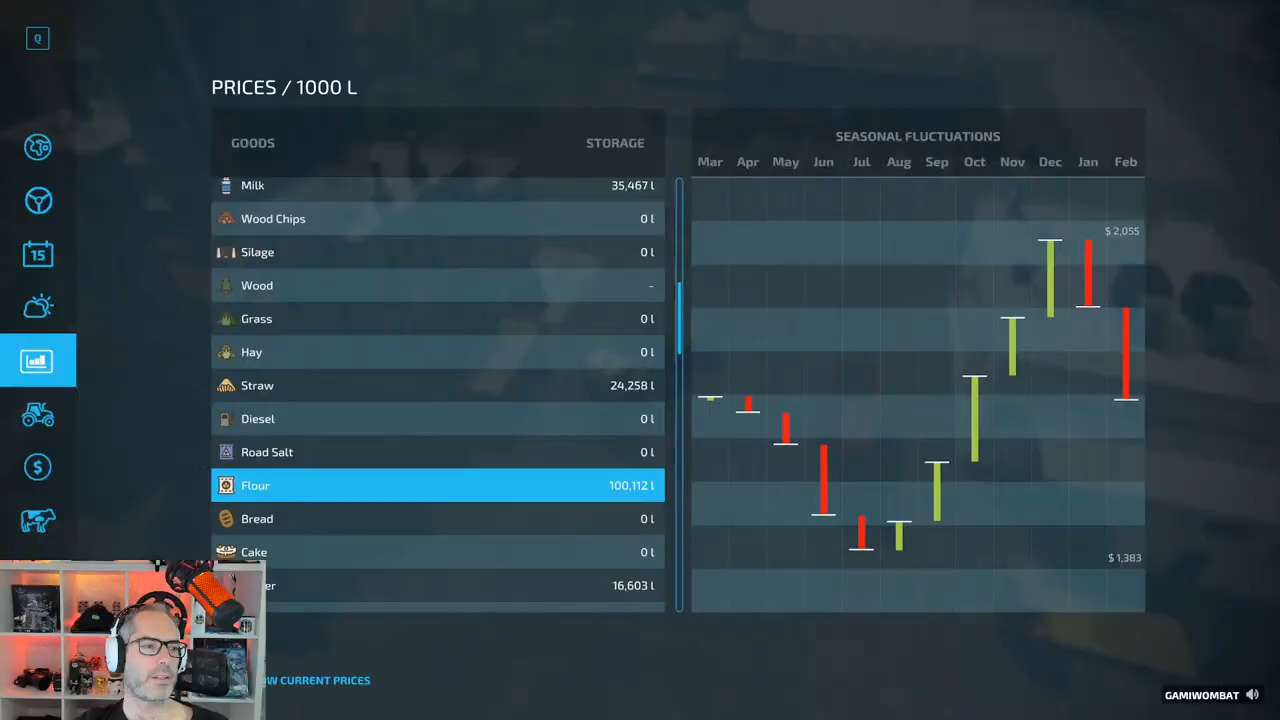 Q
PRICES / 1000 L
GOODS STORAGE
SEASONAL FLUCTUATIONS
Mar Apr May Jun Jul Aug Sep Oct Nov Dec Jan Feb
Milk 35,467 l
Wood Chips 0 l
$ 2,055
Silage 0 l
15
Wood -
Grass 0 l
Hay 0 l
Straw 24,258 l
Diesel 0 l
Road Salt 0 l
Flour 100,112 l
Bread 0 l
Cake 0 l
$ 1,383
er 16,603 l
OW CURRENT PRICES
GAMIWOMBAT